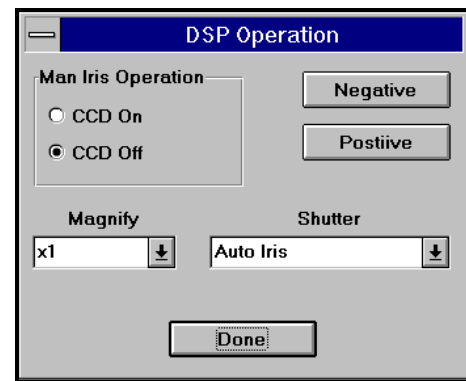 DSP Operation
Man Iris Operation
CCD On
CCD Off
Negative
Postiive
Magnify
Shutter
x1
Auto Iris
Done